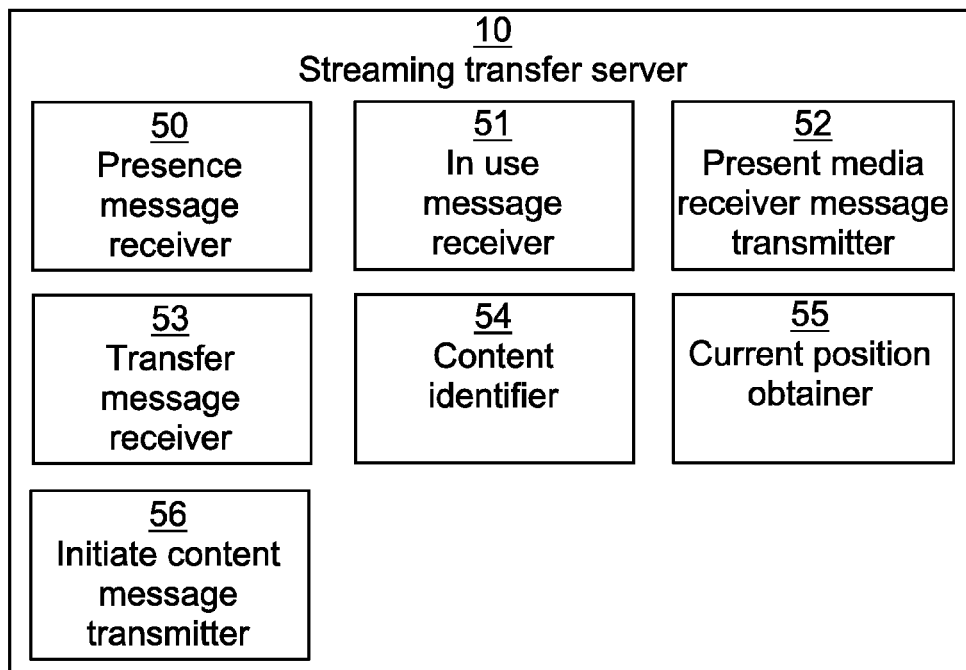 10
Streaming transfer server
50
Presence
message
receiver
51
In use
message
receiver
52
Present media
receiver message
transmitter
53
Transfer
message
receiver
54
Content
identifier
55
Current position
obtainer
56
Initiate content
message
transmitter